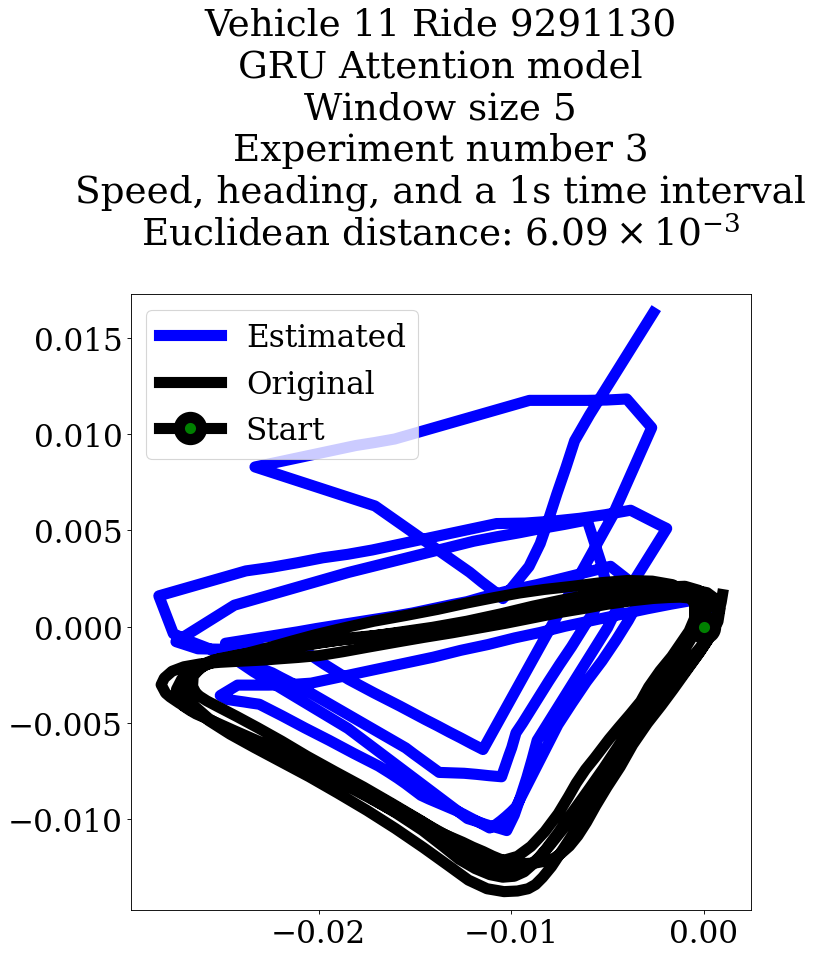 Vehicle 11 Ride 9291130
GRU Attention model
Window size 5
Experiment number 3
Speed, heading, and a 1s time interval
Euclidean distance: 6.09 × 10⁻³
Estimated
Original
Start
0.015
0.010
0.005
0.000
−0.005
−0.010
−0.02
−0.01
0.00